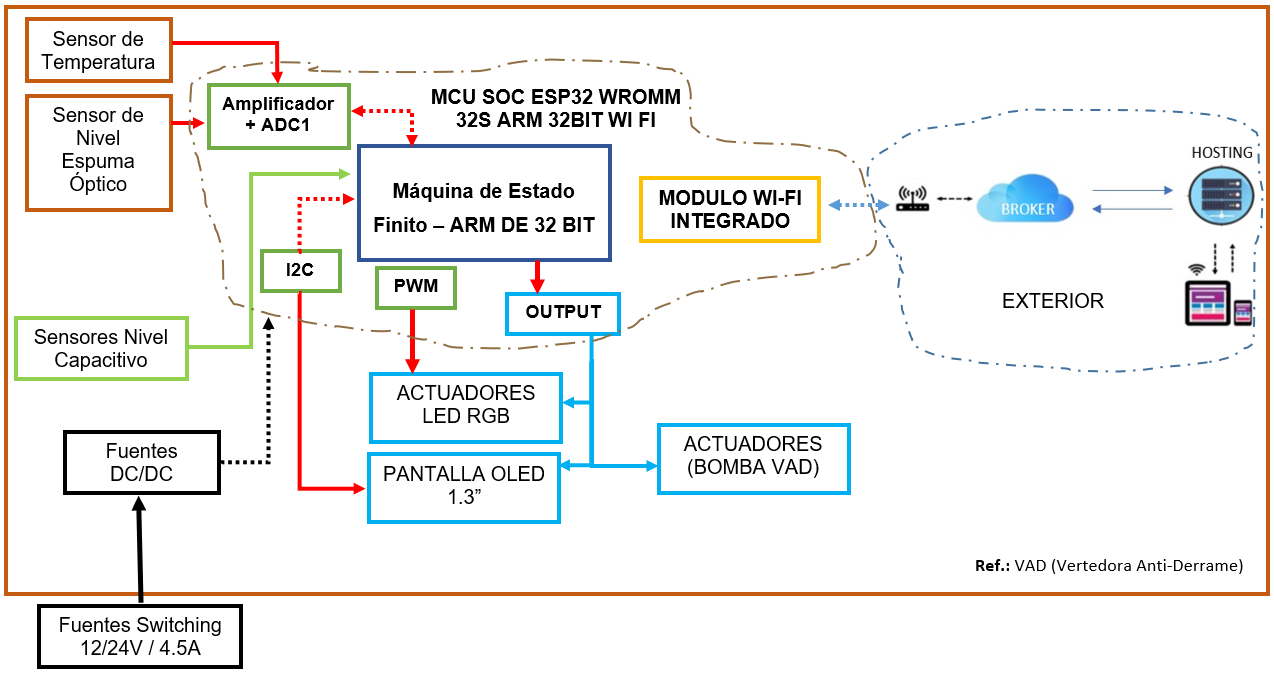 Sensor de
Temperatura
Sensor de
Nivel
Espuma
Óptico
Amplificador
+ ADC1
MCU SOC ESP32 WROMM
32S ARM 32BIT WI FI
Máquina de Estado
Finito – ARM DE 32 BIT
MODULO WI-FI
INTEGRADO
BROKER
HOSTING
EXTERIOR
I2C
PWM
OUTPUT
Sensores Nivel
Capacitivo
ACTUADORES
LED RGB
Fuentes
DC/DC
PANTALLA OLED
1.3”
ACTUADORES
(BOMBA VAD)
Ref.: VAD (Vertedora Anti-Derrame)
Fuentes Switching
12/24V / 4.5A